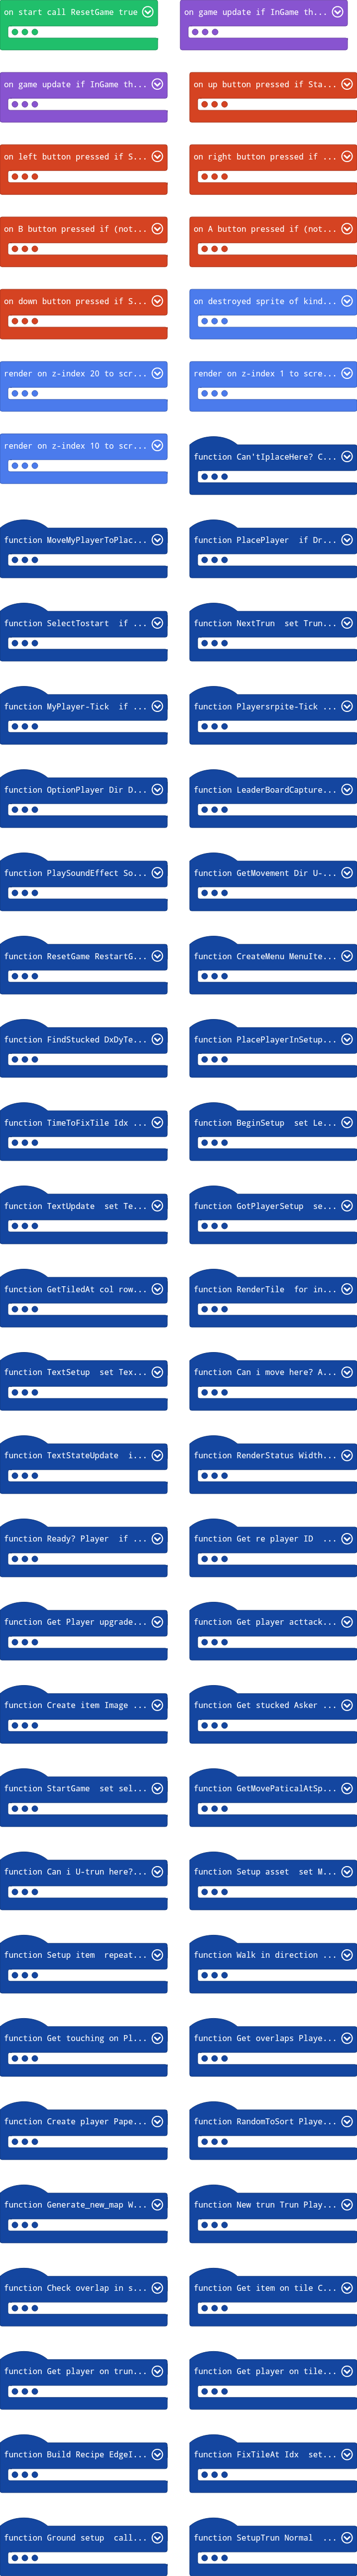 on start call ResetGame true
on game update if InGame th...
on game update if InGame th...
on up button pressed if Sta...
on left button pressed if S...
on right button pressed if ...
on B button pressed if (not...
on A button pressed if (not...
on down button pressed if S...
on destroyed sprite of kind...
render on z-index 20 to scr...
render on z-index 1 to scre...
render on z-index 10 to scr...
function Can'tIplaceHere? C...
function MoveMyPlayerToPlac...
function PlacePlayer  if Dr...
function SelectTostart  if ...
function NextTrun  set Trun...
function MyPlayer-Tick  if ...
function Playersrpite-Tick ...
function OptionPlayer Dir D...
function LeaderBoardCapture...
function PlaySoundEffect So...
function GetMovement Dir U-...
function ResetGame RestartG...
function CreateMenu MenuIte...
function FindStucked DxDyTe...
function PlacePlayerInSetup...
function TimeToFixTile Idx ...
function BeginSetup  set Le...
function TextUpdate  set Te...
function GotPlayerSetup  se...
function GetTiledAt col row...
function RenderTile  for in...
function TextSetup  set Tex...
function Can i move here? A...
function TextStateUpdate  i...
function RenderStatus Width...
function Ready? Player  if ...
function Get re player ID  ...
function Get Player upgrade...
function Get player acttack...
function Create item Image ...
function Get stucked Asker ...
function StartGame  set sel...
function GetMovePaticalAtSp...
function Can i U-trun here?...
function Setup asset  set M...
function Setup item  repeat...
function Walk in direction ...
function Get touching on Pl...
function Get overlaps Playe...
function Create player Pape...
function RandomToSort Playe...
function Generate_new_map W...
function New trun Trun Play...
function Check overlap in s...
function Get item on tile C...
function Get player on trun...
function Get player on tile...
function Build Recipe EdgeI...
function FixTileAt Idx  set...
function Ground setup  call...
function SetupTrun Normal  ...